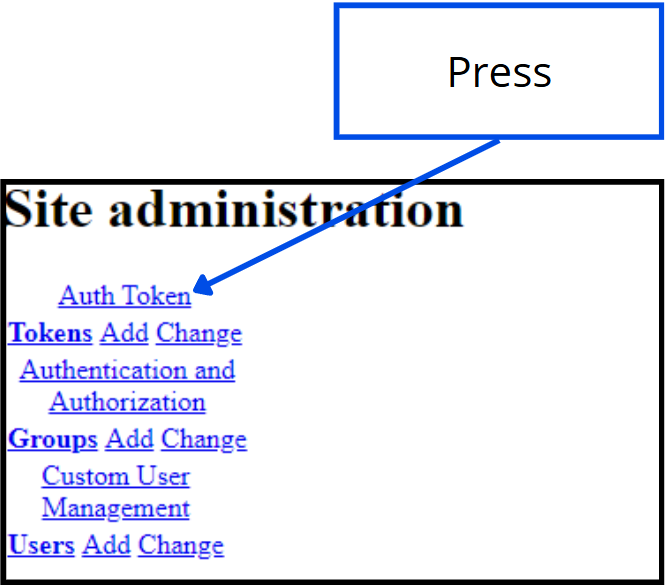 Press
Site administration
Auth Token
Tokens Add Change
Authentication and
Authorization
Groups Add Change
Custom User
Management
Users Add Change